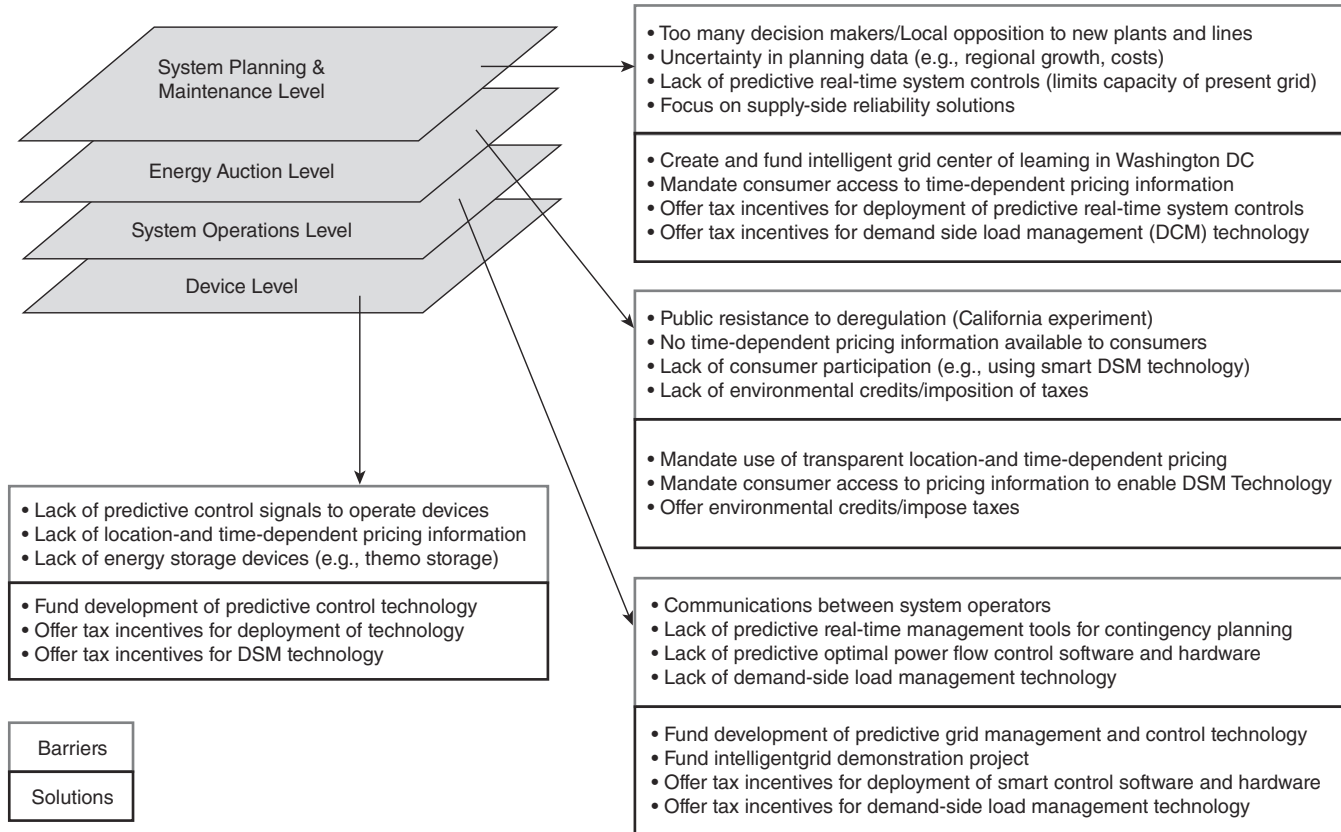 System Planning &
Maintenance Level
Energy Auction Level
System Operations Level
Device Level
• Too many decision makers/Local opposition to new plants and lines
• Uncertainty in planning data (e.g., regional growth, costs)
• Lack of predictive real-time system controls (limits capacity of present grid)
• Focus on supply-side reliability solutions
• Create and fund intelligent grid center of learning in Washington DC
• Mandate consumer access to time-dependent pricing information
• Offer tax incentives for deployment of predictive real-time system controls
• Offer tax incentives for demand side load management (DCM) technology
• Public resistance to deregulation (California experiment)
• No time-dependent pricing information available to consumers
• Lack of consumer participation (e.g., using smart DSM technology)
• Lack of environmental credits/imposition of taxes
• Mandate use of transparent location-and time-dependent pricing
• Mandate consumer access to pricing information to enable DSM Technology
• Offer environmental credits/impose taxes
• Lack of predictive control signals to operate devices
• Lack of location-and time-dependent pricing information
• Lack of energy storage devices (e.g., themo storage)
• Fund development of predictive control technology
• Offer tax incentives for deployment of technology
• Offer tax incentives for DSM technology
• Communications between system operators
• Lack of predictive real-time management tools for contingency planning
• Lack of predictive optimal power flow control software and hardware
• Lack of demand-side load management technology
• Fund development of predictive grid management and control technology
• Fund intelligentgrid demonstration project
• Offer tax incentives for deployment of smart control software and hardware
• Offer tax incentives for demand-side load management technology
Barriers
Solutions